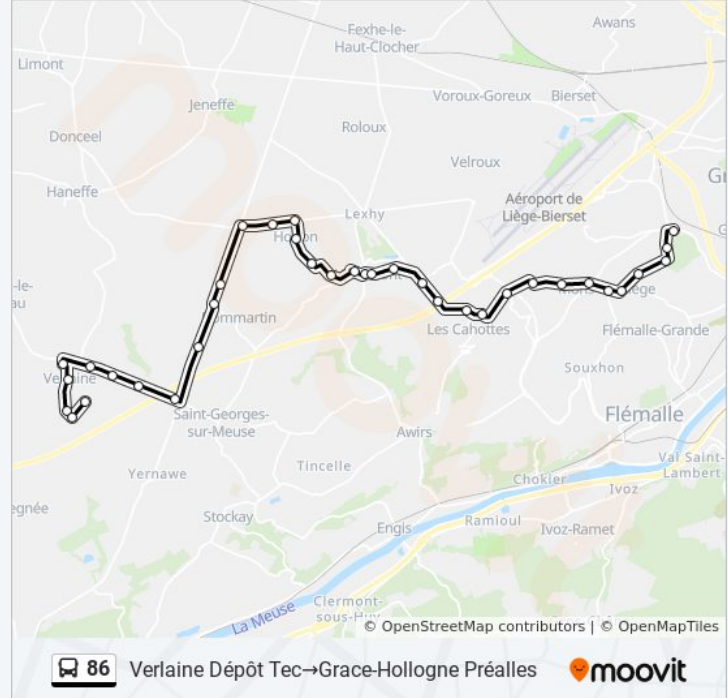 Awans
Fexhe-le-
Haut-Clocher
Limont
Voroux-Goreux
Bierset
Jeneffe
Roloux
Donceel
Velroux
Haneffe
Aéroport de
Liège-Bierset
Lexhy
Les Cahottes
Flémalle-Grande
Souxhon
Flémalle
Saint-Georges-
sur-Meuse
Awirs
Yernawe
Tincelle
Val Saint-
Lambert
Chokier
Ivoz
Stockay
Engis
Ramioul
Ivoz-Ramet
La Meuse
Clermont-
© OpenStreetMap contributors | © OpenMapTiles
86 Verlaine Dépôt Tec→Grace-Hollogne Préalles moovit